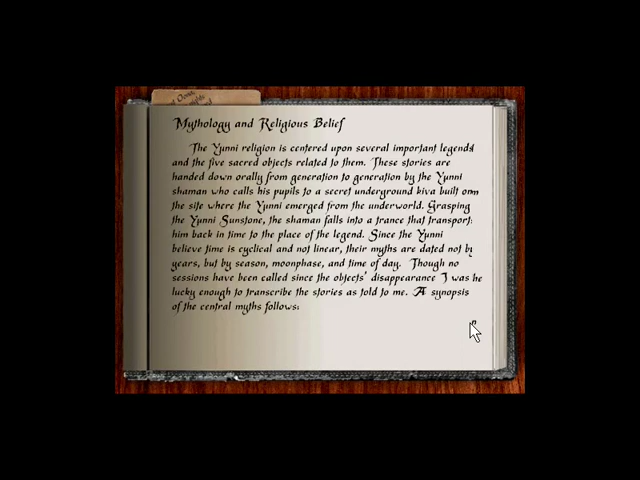 Mythology and Religious Belief
The Yunni religion is centered upon several important legends
and the five sacred objects related to them. These stories are
handed down orally from generation to generation by the Yunni
shaman who calls his pupils to a secret underground kiva built on
the site where the Yunni emerged from the underworld. Grasping
the Yunni Sunstone, the shaman falls into a trance that transports
him back in time to the place of the legend. Since the Yunni
believe time is cyclical and not linear, their myths are dated not by
years, but by season, moonphase, and time of day. Though no
sessions have been called since the objects' disappearance I was
lucky enough to transcribe the stories as told to me. A synopsis
of the central myths follows: